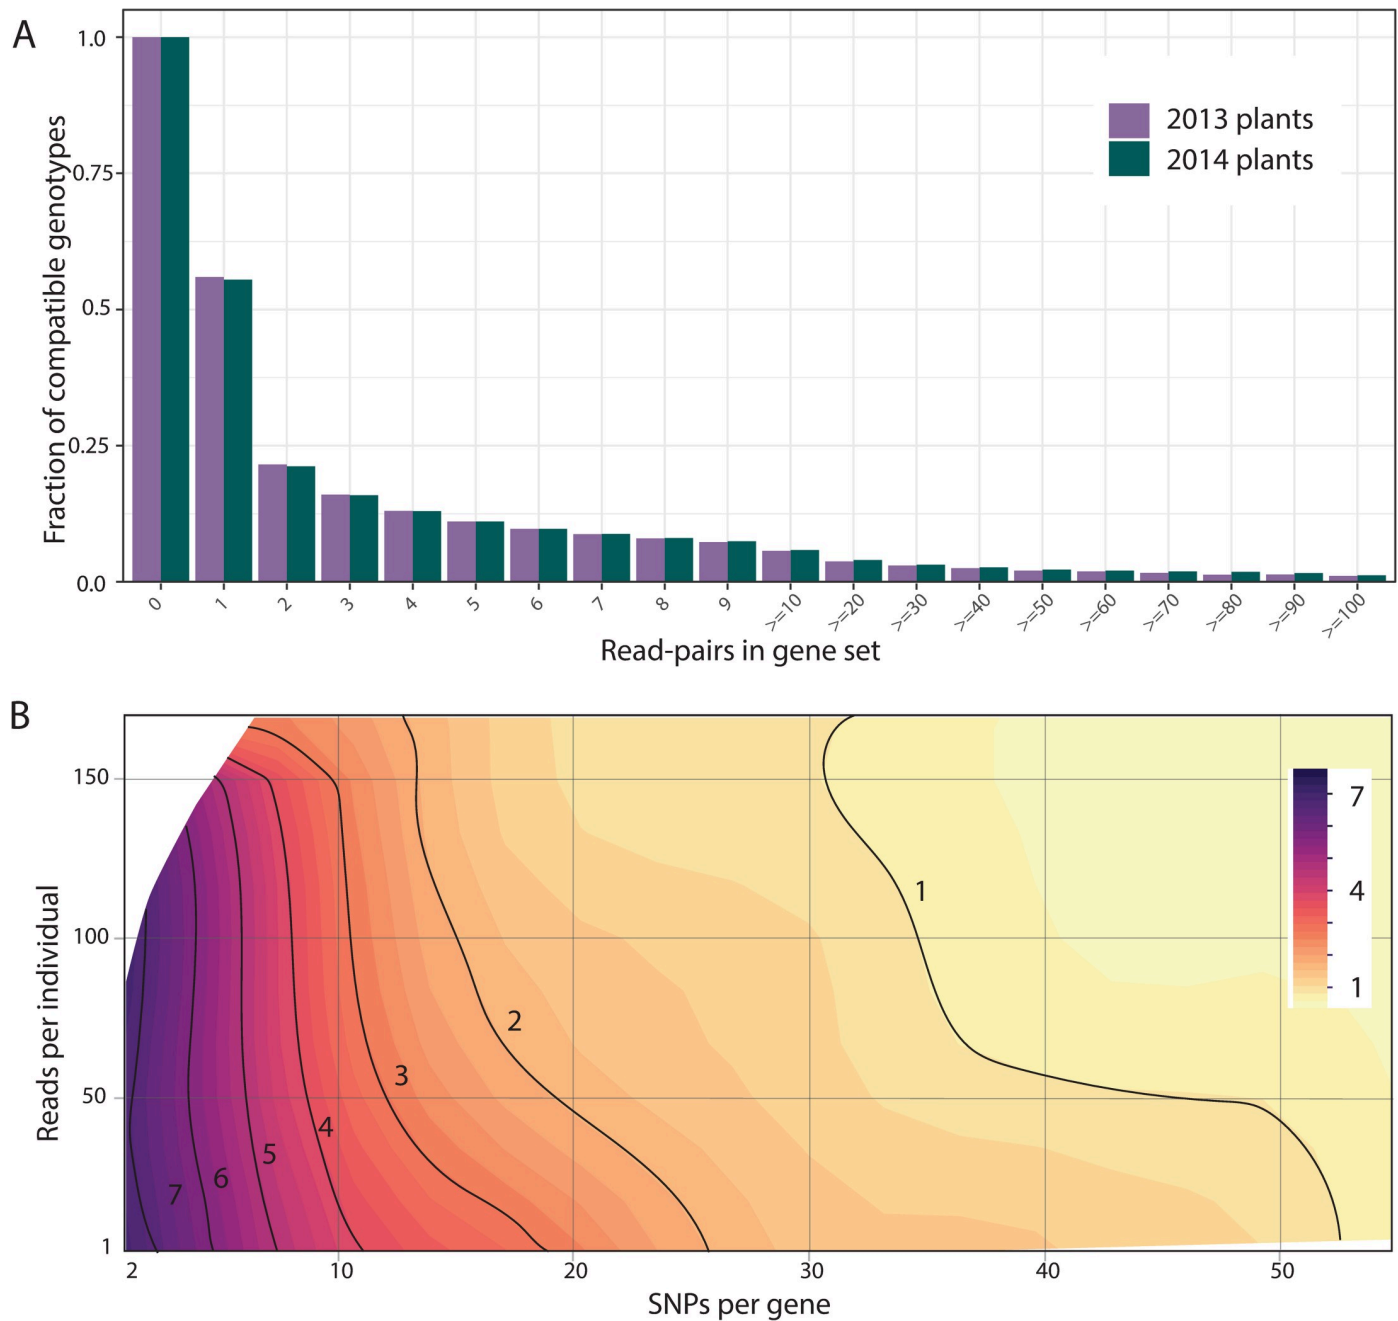 A
Fraction of compatible genotypes
1.0
0.75
0.5
0.25
0.0
2013 plants
2014 plants
0 1 2 3 4 5 6 7 8 9 >=10 >=20 >=30 >=40 >=50 >=60 >=70 >=80 >=90 >=100
Read-pairs in gene set
B
Reads per individual
150
100
50
1
7
6
5
4
3
2
1
7
4
1
2 10 20 30 40 50
SNPs per gene